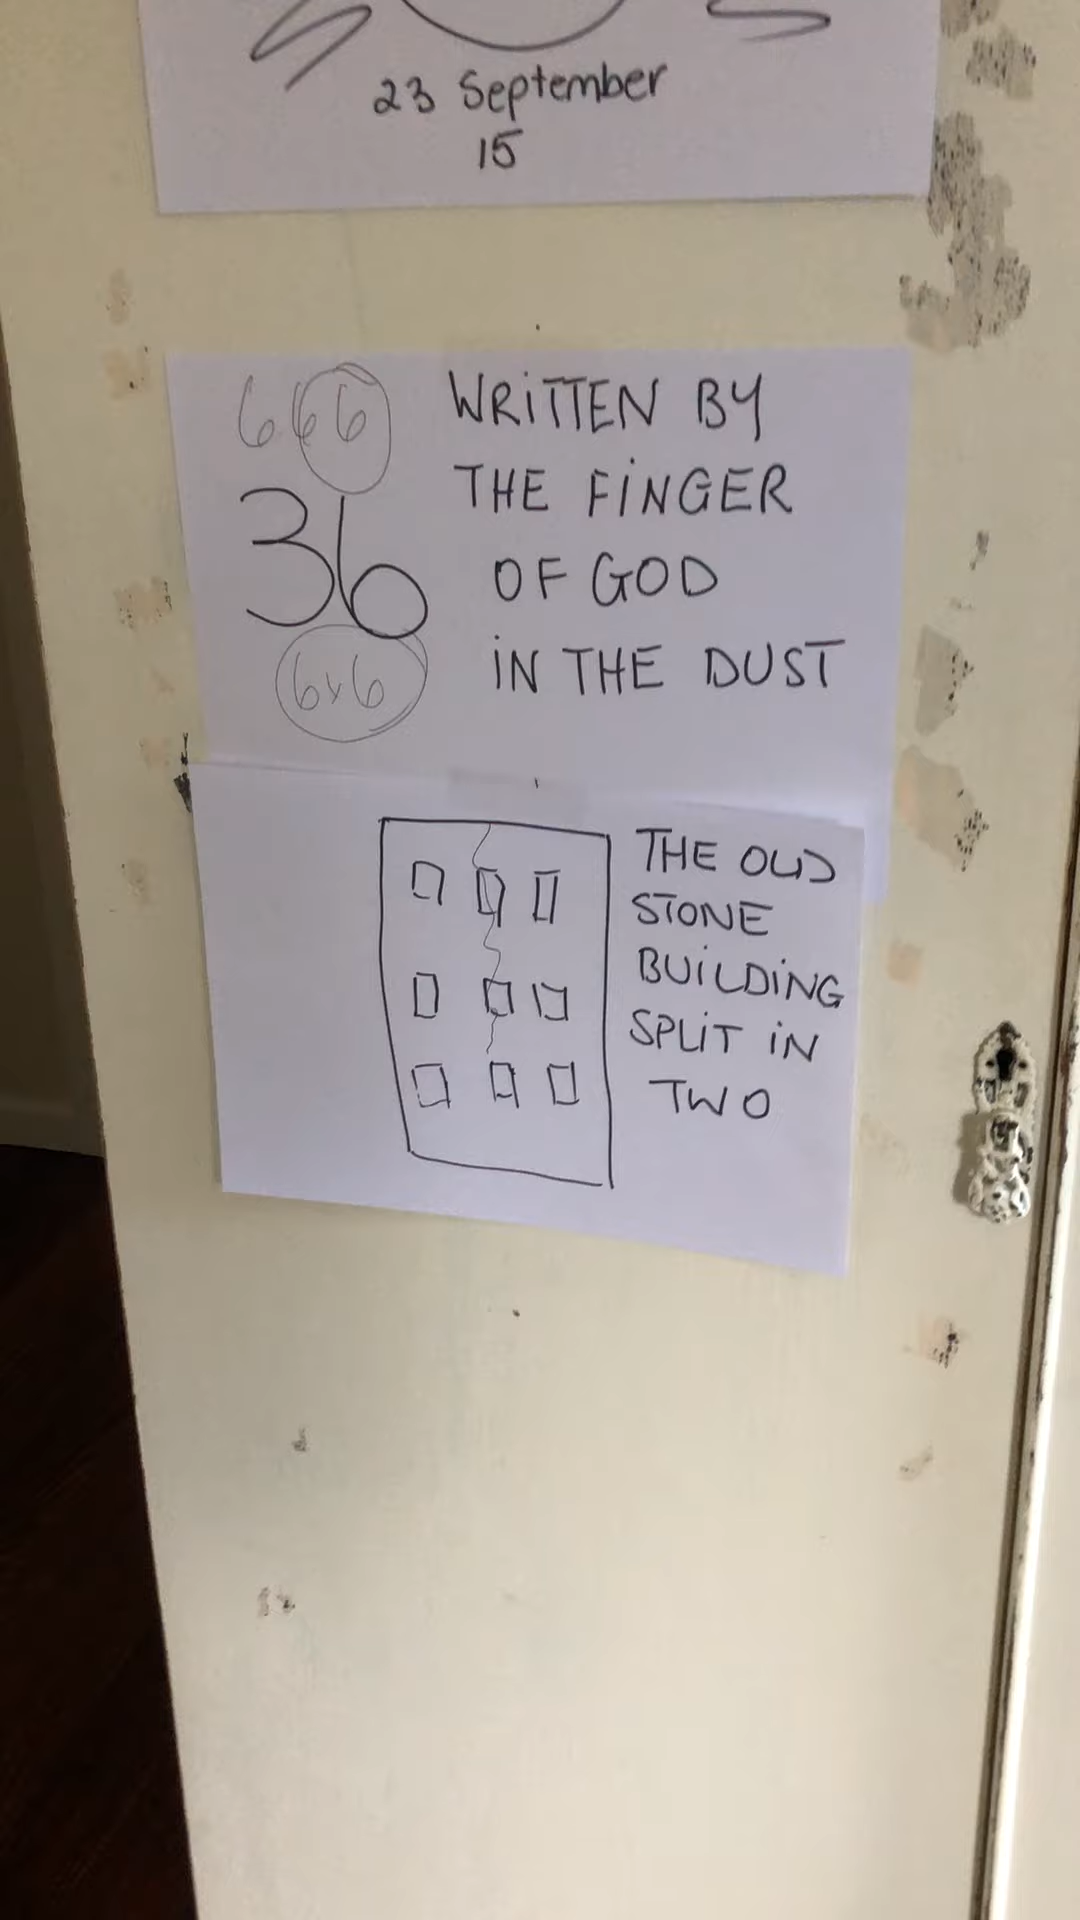 23 September
15
666
WRiTTEN BY
THE FiNGER
36
OF GOD
iN THE DUST
6x6
THE OLD
STONE
BUiLDiNG
SPLiT iN
TWO